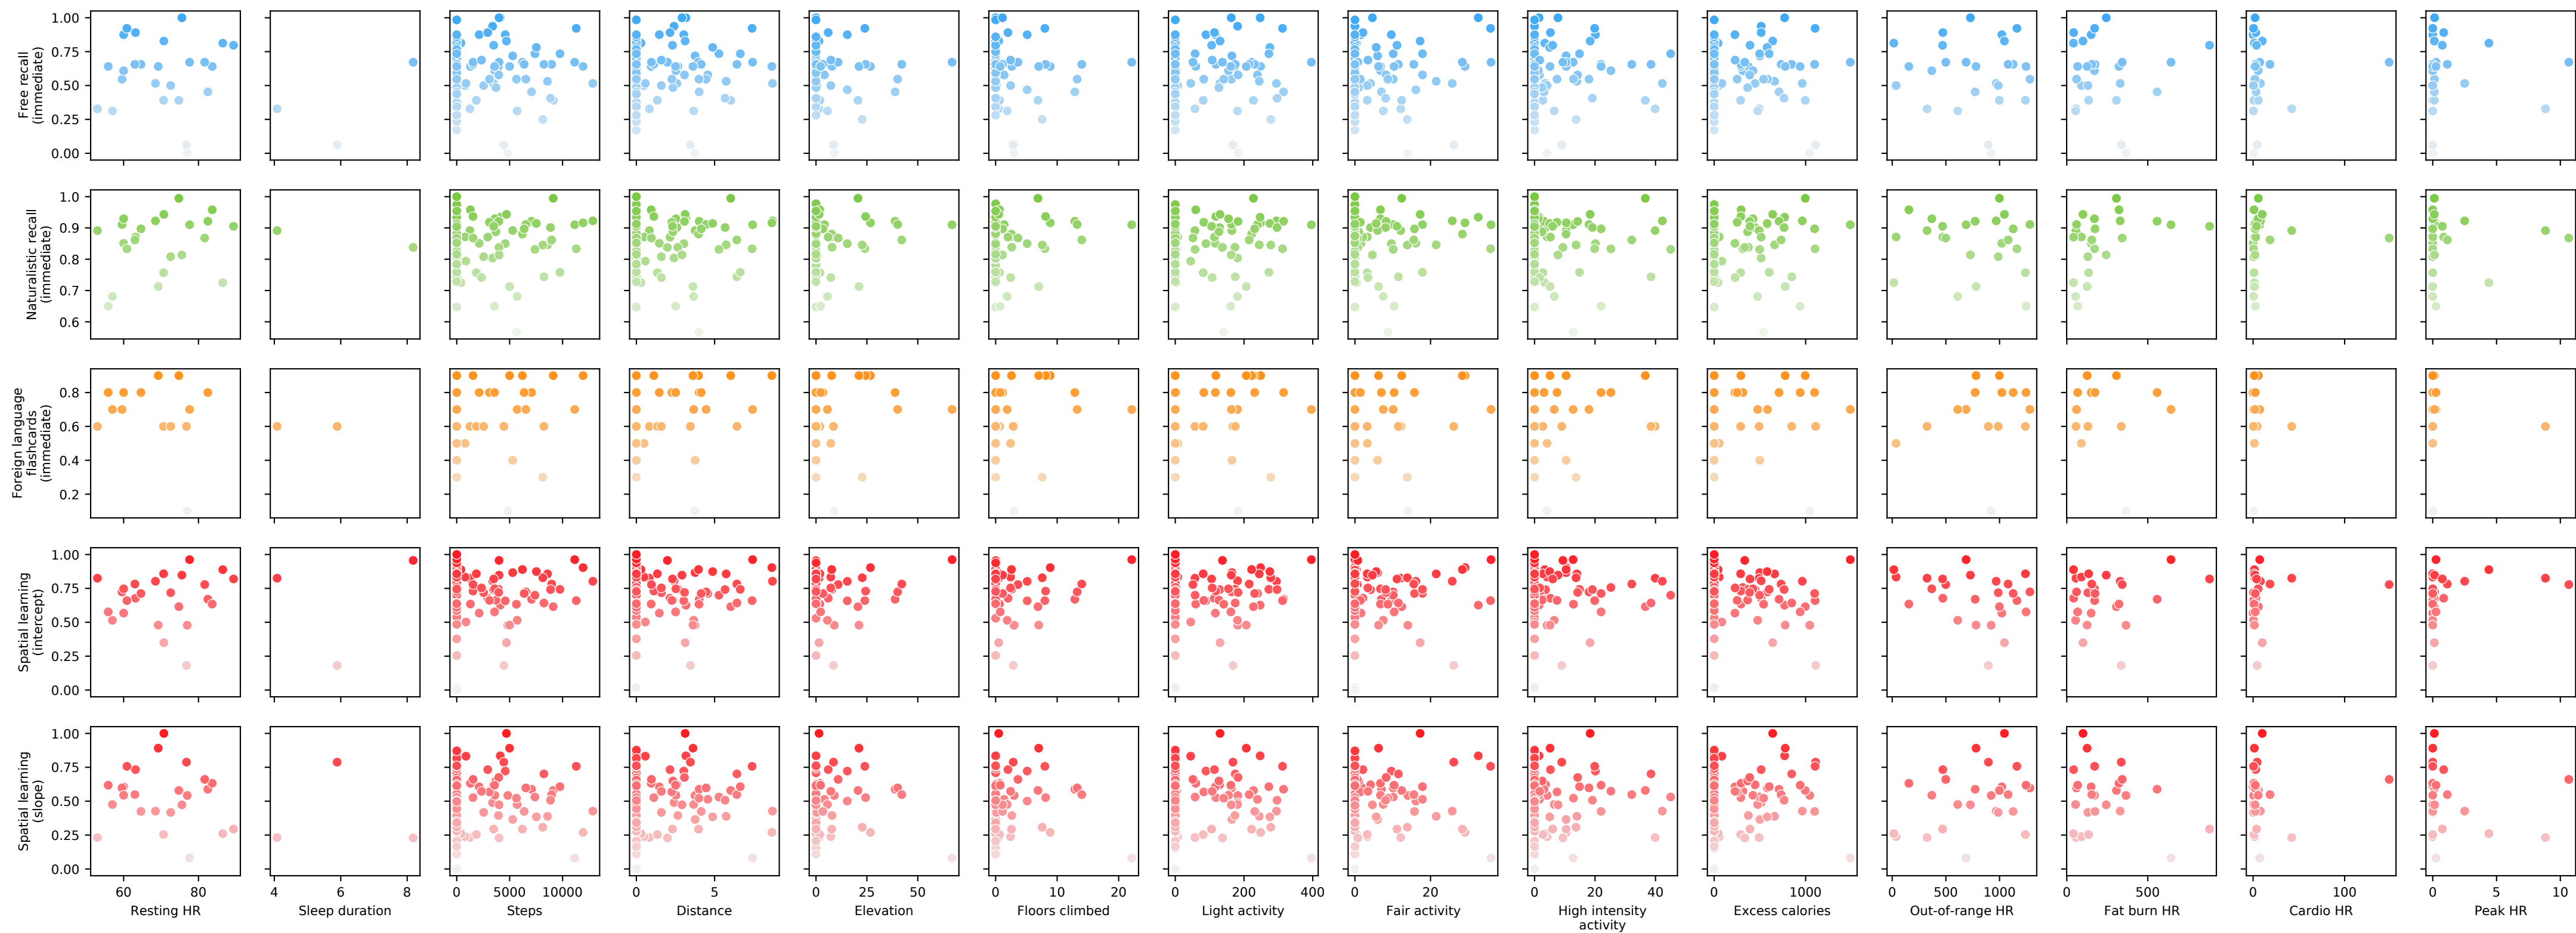 Free recall
(immediate)
1.00
0.75
0.50
0.25
0.00
Naturalistic recall
(immediate)
1.0
0.9
0.8
0.7
0.6
Foreign language
flashcards
(immediate)
0.8
0.6
0.4
0.2
Spatial learning
(intercept)
1.00
0.75
0.50
0.25
0.00
Spatial learning
(slope)
1.00
0.75
0.50
0.25
0.00
60 80
Resting HR
4 6 8
Sleep duration
0 5000 10000
Steps
0 5
Distance
0 25 50
Elevation
0 10 20
Floors climbed
0 200 400
Light activity
0 20
Fair activity
0 20 40
High intensity
activity
0 1000
Excess calories
0 500 1000
Out-of-range HR
0 500
Fat burn HR
0 100
Cardio HR
0 5 10
Peak HR